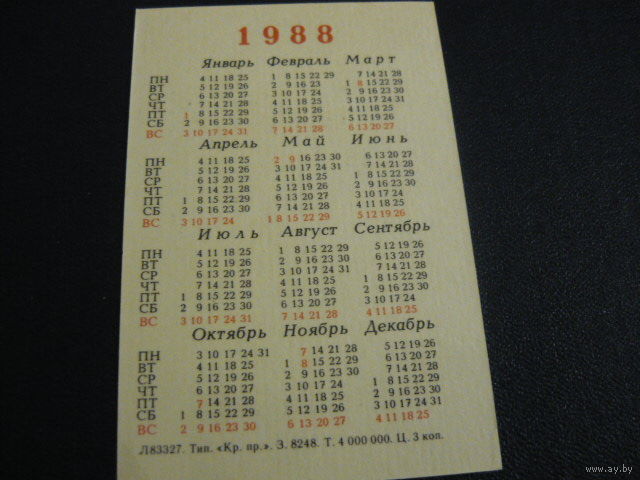 1988
Январь Февраль Март
ПН 4 11 18 25 1 8 15 22 29 7 14 21 28
ВТ 5 12 19 26 2 9 16 23 1 8 15 22 29
СР 6 13 20 27 3 10 17 24 2 9 16 23 30
ЧТ 7 14 21 28 4 11 18 25 3 10 17 24 31
ПТ 1 8 15 22 29 5 12 19 26 4 11 18 25
СБ 2 9 16 23 30 6 13 20 27 5 12 19 26
ВС 3 10 17 24 31 7 14 21 28 6 13 20 27
Апрель Май Июнь
ПН 4 11 18 25 2 9 16 23 30 6 13 20 27
ВТ 5 12 19 26 3 10 17 24 31 7 14 21 28
СР 6 13 20 27 4 11 18 25 1 8 15 22 29
ЧТ 7 14 21 28 5 12 19 26 2 9 16 23 30
ПТ 1 8 15 22 29 6 13 20 27 3 10 17 24
СБ 2 9 16 23 30 7 14 21 28 4 11 18 25
ВС 3 10 17 24 1 8 15 22 29 5 12 19 26
Июль Август Сентябрь
ПН 4 11 18 25 1 8 15 22 29 5 12 19 26
ВТ 5 12 19 26 2 9 16 23 30 6 13 20 27
СР 6 13 20 27 3 10 17 24 31 7 14 21 28
ЧТ 7 14 21 28 4 11 18 25 1 8 15 22 29
ПТ 1 8 15 22 29 5 12 19 26 2 9 16 23 30
СБ 2 9 16 23 30 6 13 20 27 3 10 17 24
ВС 3 10 17 24 31 7 14 21 28 4 11 18 25
Октябрь Ноябрь Декабрь
ПН 3 10 17 24 31 7 14 21 28 5 12 19 26
ВТ 4 11 18 25 1 8 15 22 29 6 13 20 27
СР 5 12 19 26 2 9 16 23 30 7 14 21 28
ЧТ 6 13 20 27 3 10 17 24 1 8 15 22 29
ПТ 7 14 21 28 4 11 18 25 2 9 16 23 30
СБ 1 8 15 22 29 5 12 19 26 3 10 17 24 31
ВС 2 9 16 23 30 6 13 20 27 4 11 18 25
Л83327. Тип. «Кр. пр.». З. 8248. Т. 4 000 000. Ц. 3 коп.
www.ay.by